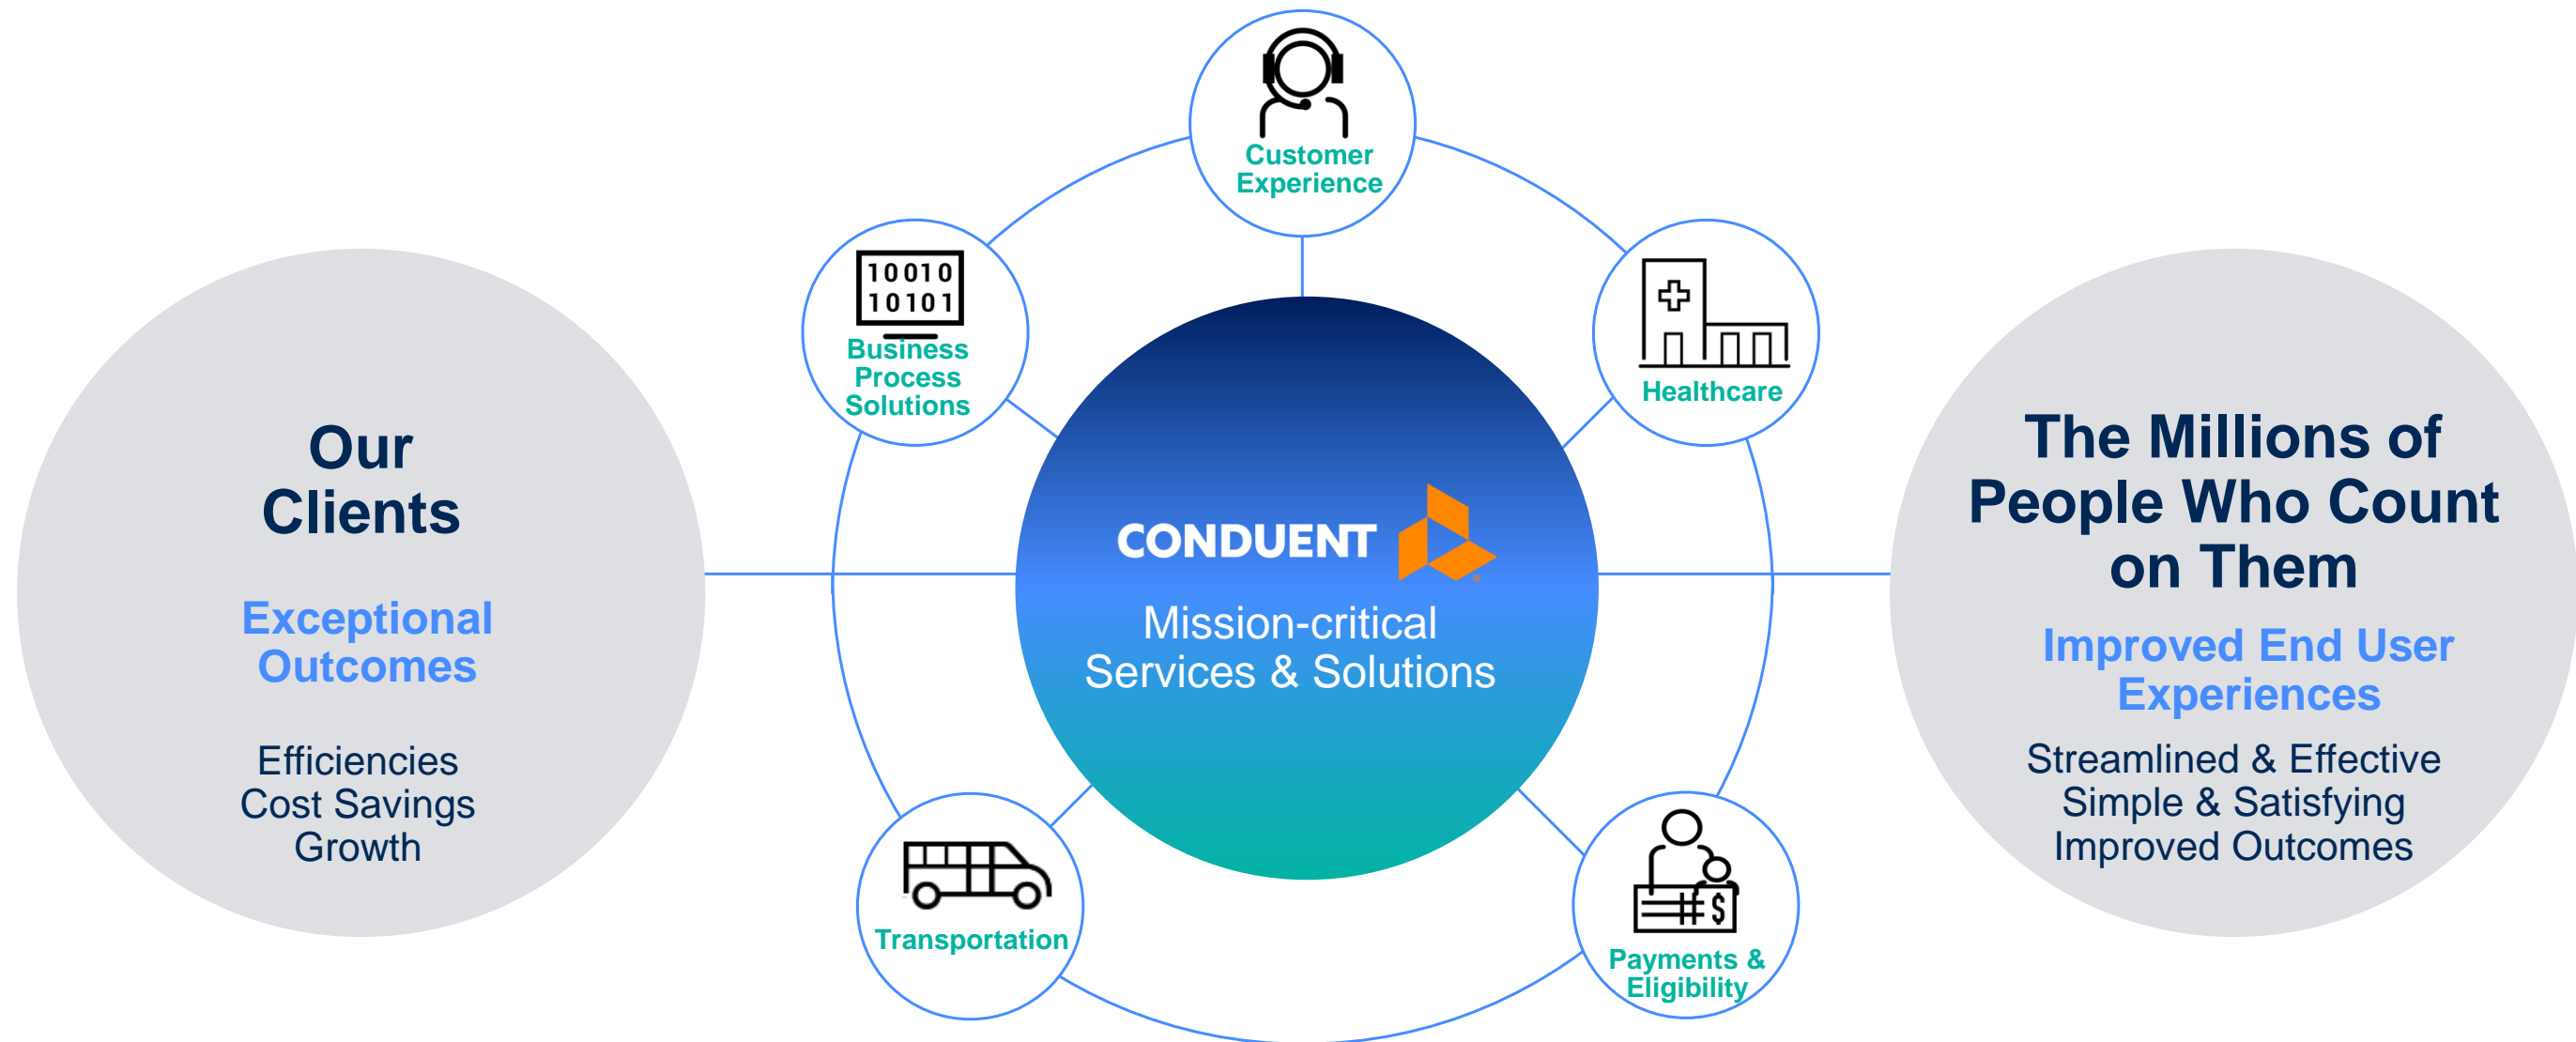 Our
Clients
Exceptional
Outcomes
Efficiencies
Cost Savings
Growth
Customer
Experience
10010
10101
Business
Process
Solutions
Healthcare
CONDUENT
®
Mission-critical
Services & Solutions
Transportation
$
Payments &
Eligibility
The Millions of
People Who Count
on Them
Improved End User
Experiences
Streamlined & Effective
Simple & Satisfying
Improved Outcomes